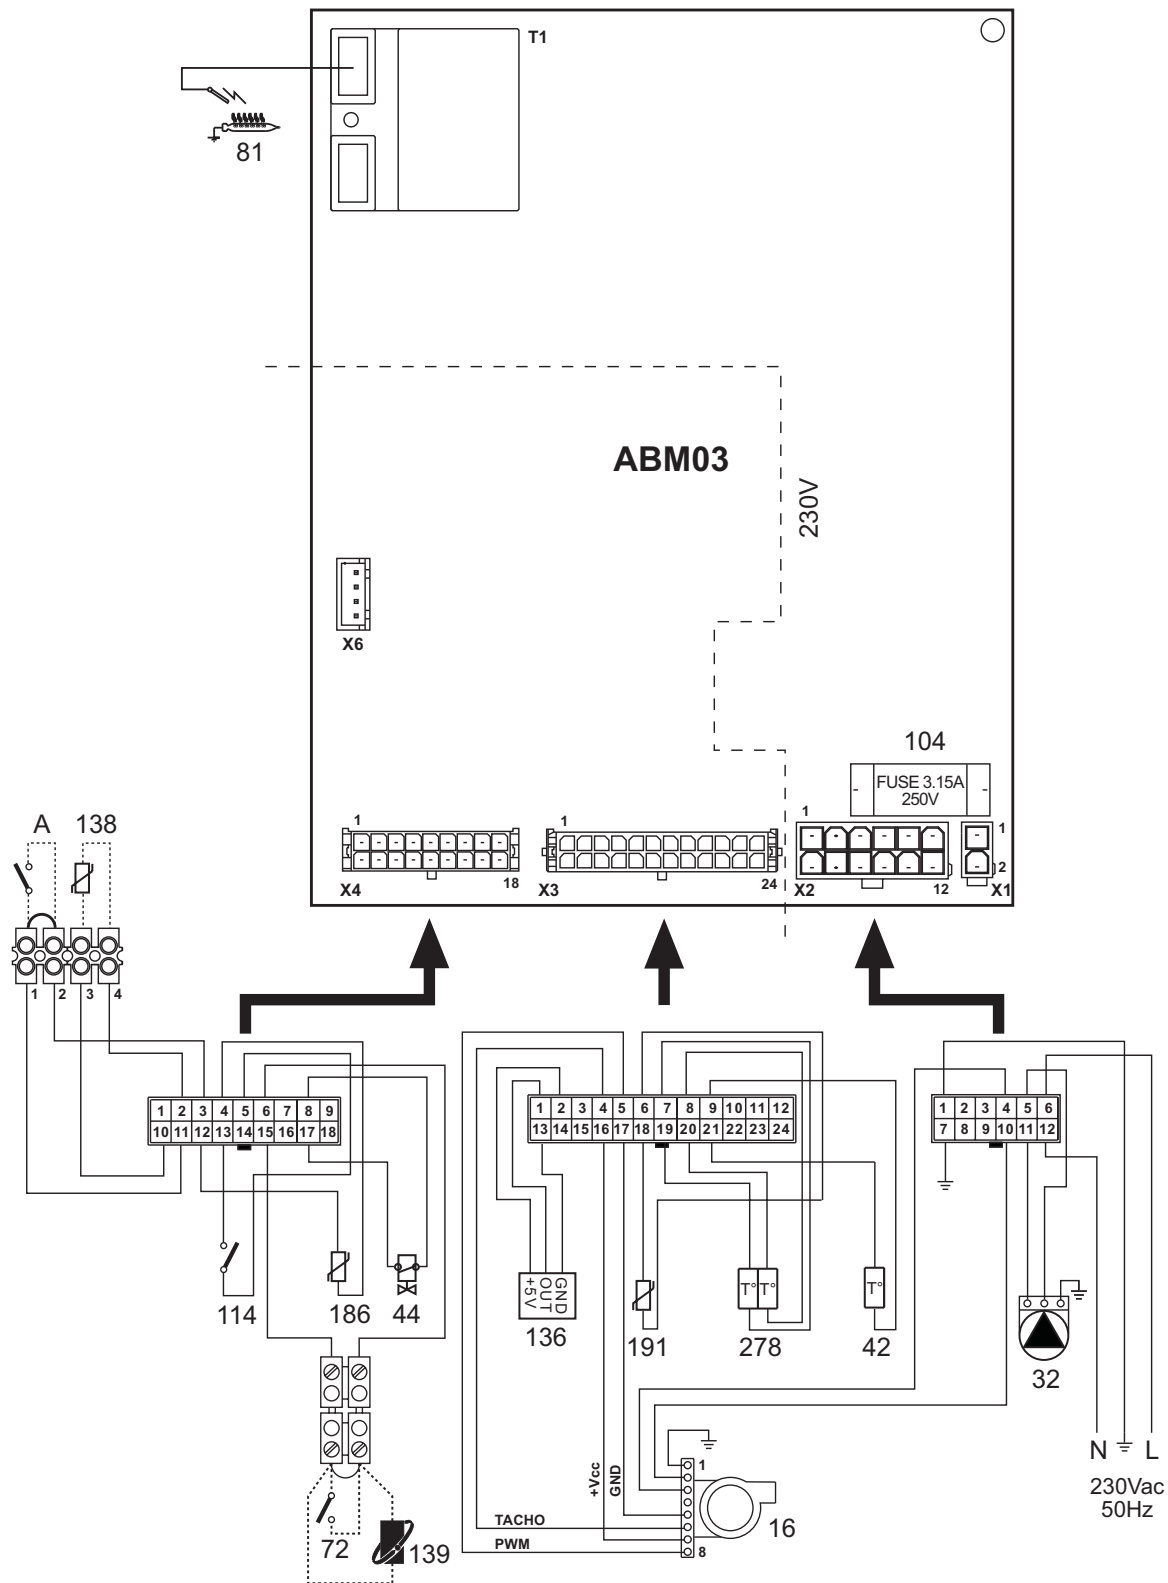 T1
81
ABM03
230V
X6
104
FUSE 3.15A
250V
1
18
X4
1
24
X3
1
12
X2
1
2
X1
A 138
1 2 3 4
1 2 3 4 5 6 7 8 9
10 11 12 13 14 15 16 17 18
1 2 3 4 5 6 7 8 9 10 11 12
13 14 15 16 17 18 19 20 21 22 23 24
1 2 3 4 5 6
7 8 9 10 11 12
114
186
44
+5V
OUT
GND
136
191
T° T°
278
T°
42
32
N L
230Vac
50Hz
+Vcc
GND
TACHO
PWM
1
8
16
72
139